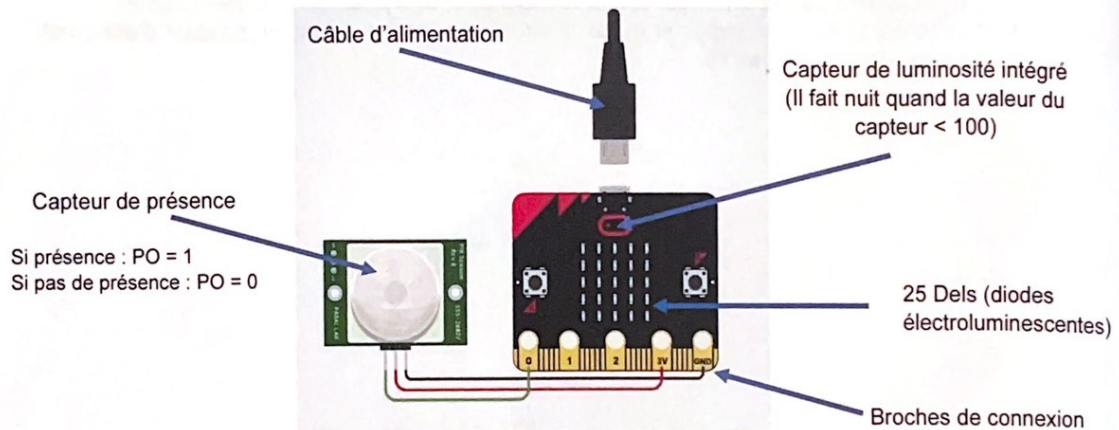 Câble d'alimentation
Capteur de luminosité intégré
(Il fait nuit quand la valeur du
capteur < 100)
Capteur de présence
Si présence : PO = 1
Si pas de présence : PO = 0
25 Dels (diodes
électroluminescentes)
0 1 2 3V GND
Broches de connexion